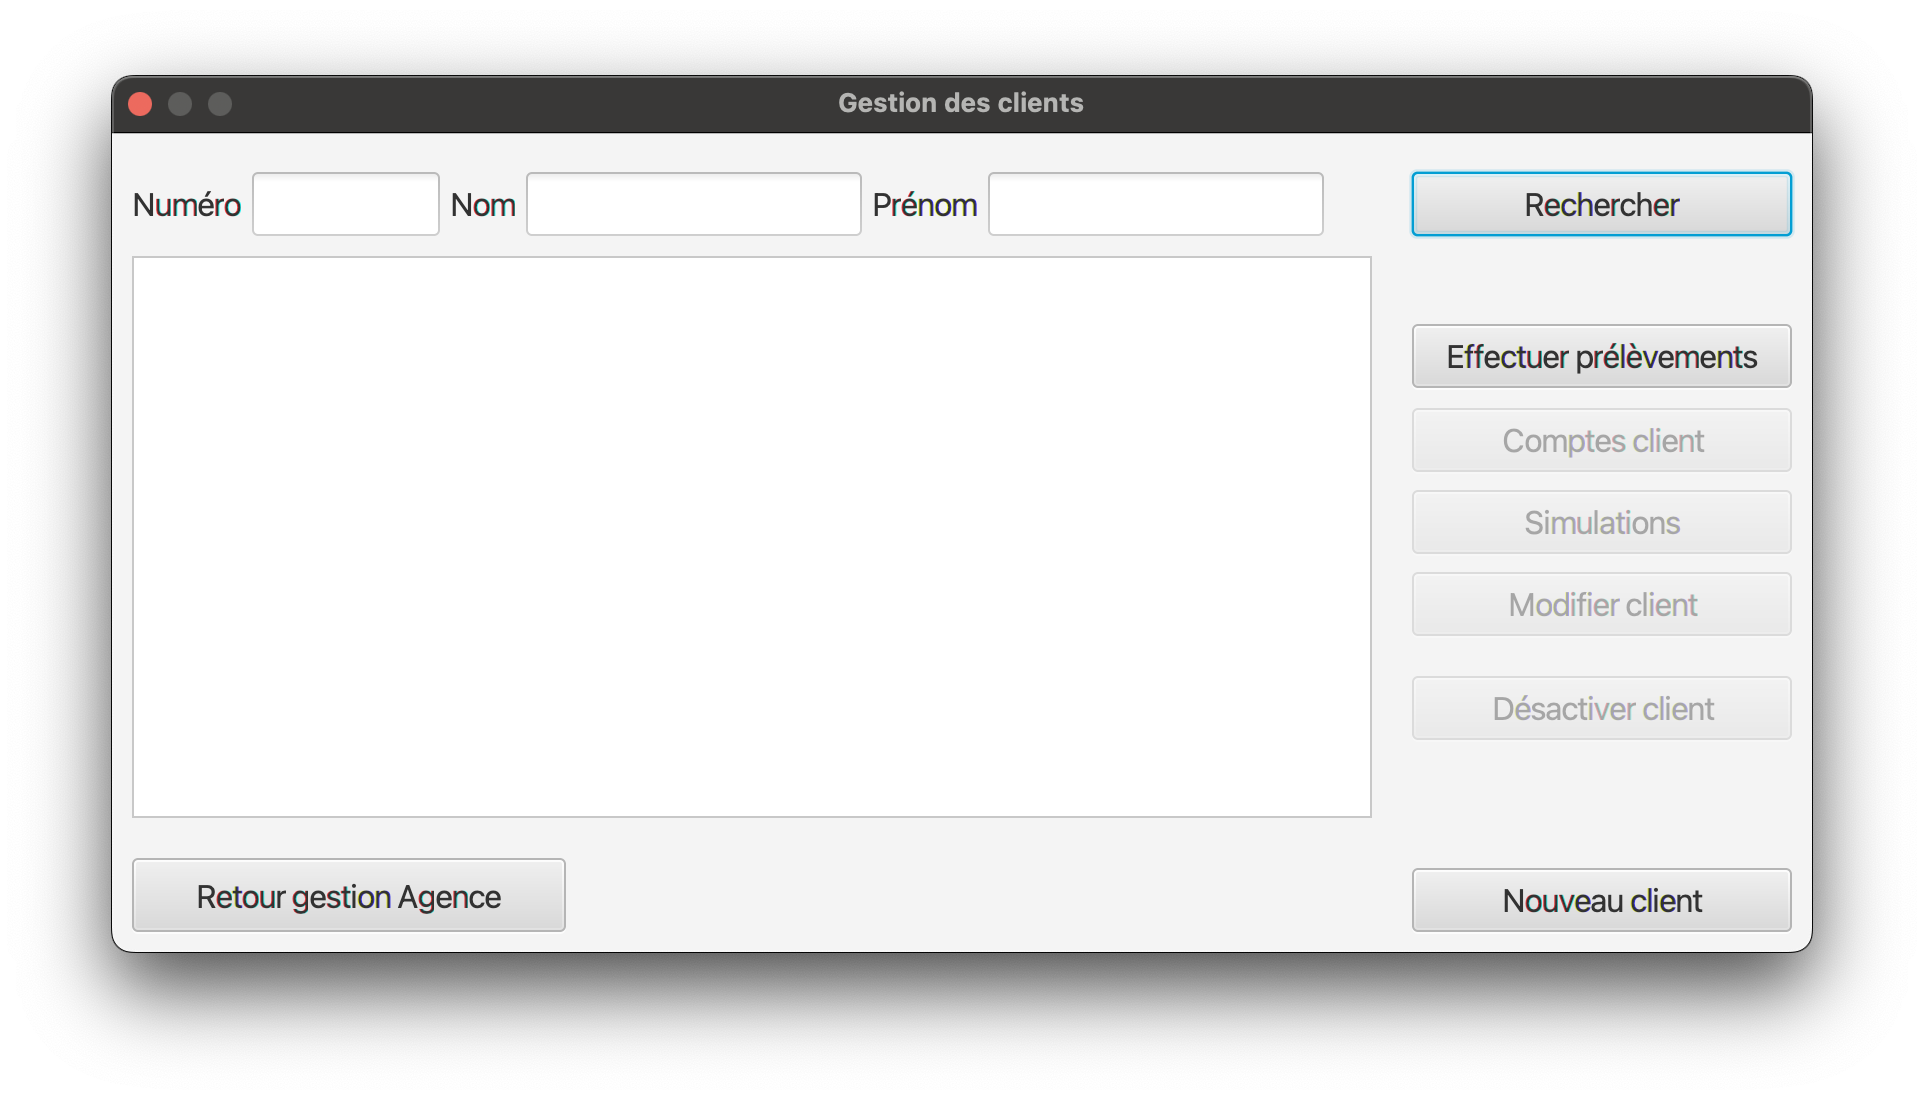 Gestion des clients
Numéro Nom Prénom Rechercher
Effectuer prélèvements
Comptes client
Simulations
Modifier client
Désactiver client
Retour gestion Agence
Nouveau client